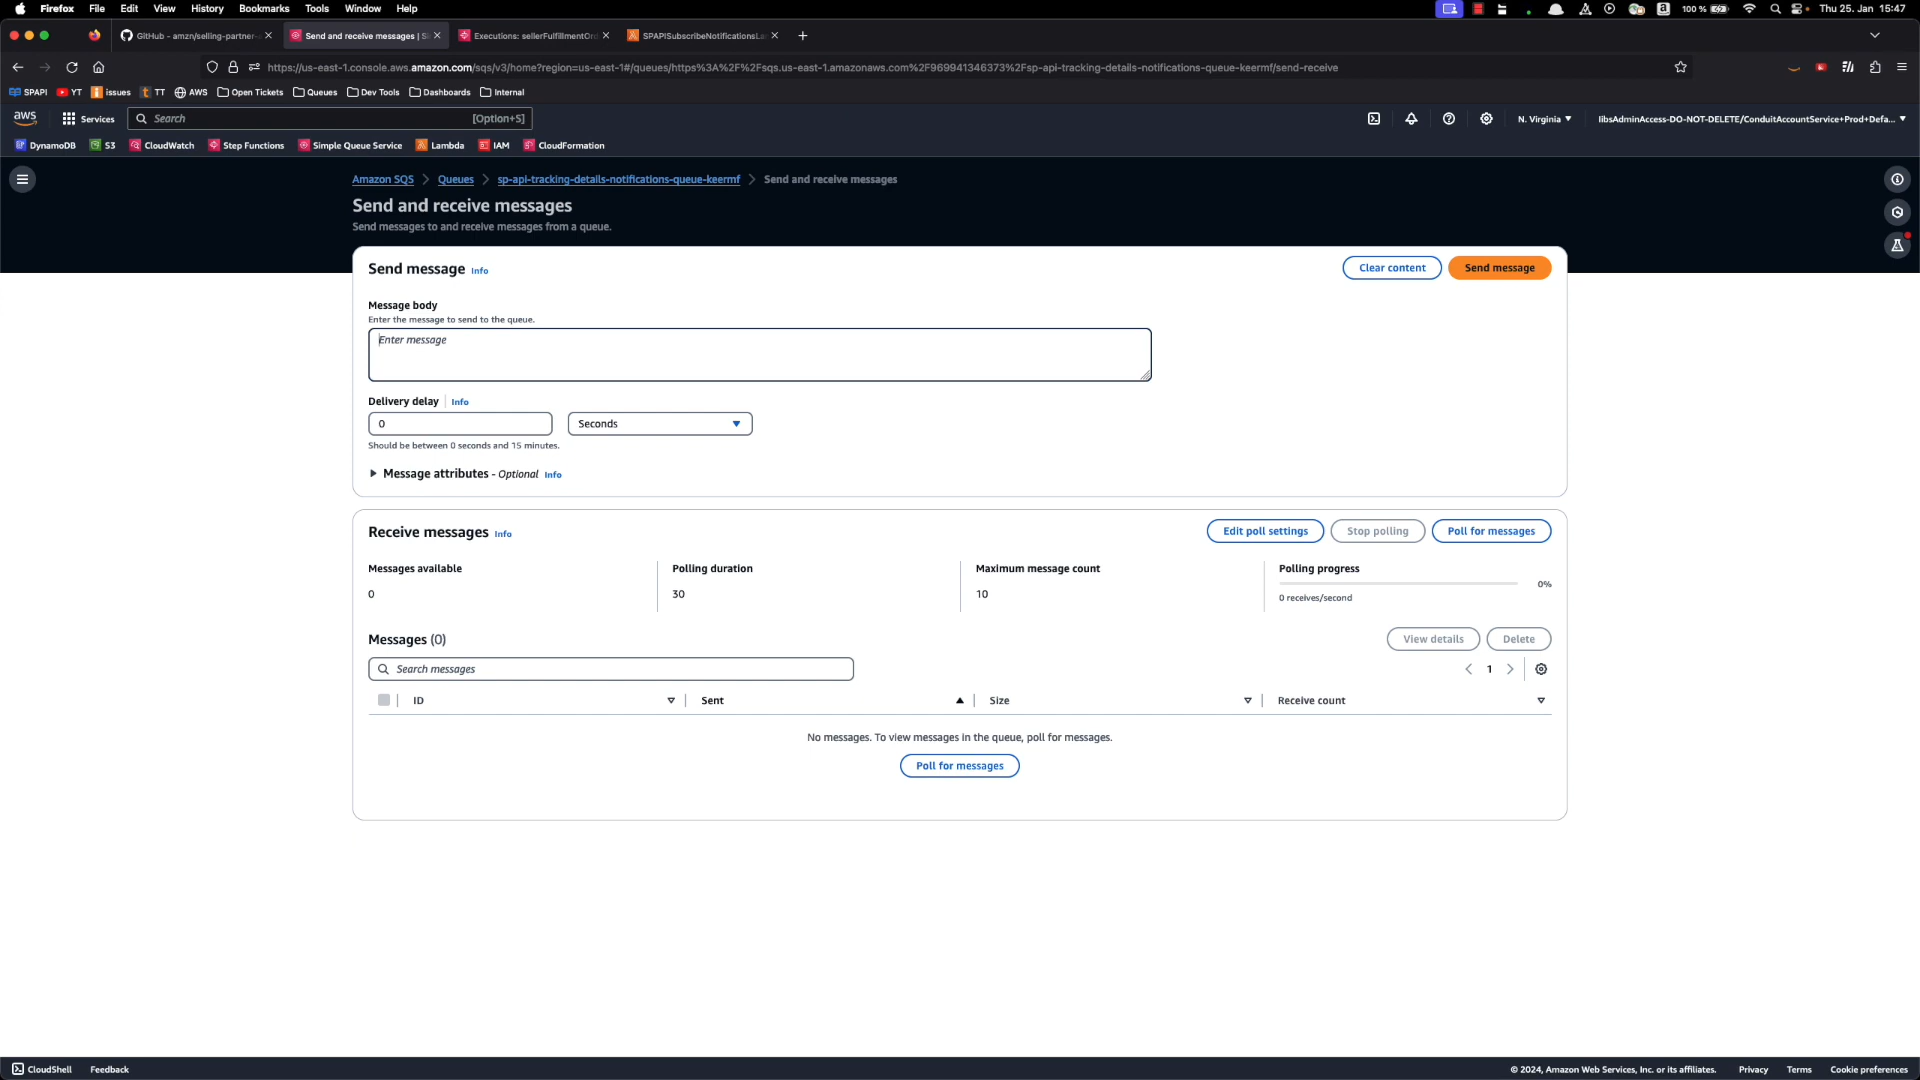 Firefox File Edit View History Bookmarks Tools Window Help 100 % Thu 25. Jan 15:47
GitHub - amzn/selling-partner- Send and receive messages | S Executions: sellerFulfillmentOrd SPAPISubscribeNotificationsLa
https://us-east-1.console.aws.amazon.com/sqs/v3/home?region=us-east-1#/queues/https%3A%2F%2Fsqs.us-east-1.amazonaws.com%2F969941346373%2Fsp-api-tracking-details-notifications-queue-keermf/send-receive
SPAPI YT issues TT AWS Open Tickets Queues Dev Tools Dashboards Internal
aws Services Search [Option+S] N. Virginia libsAdminAccess-DO-NOT-DELETE/ConduitAccountService+Prod+Defa...
DynamoDB S3 CloudWatch Step Functions Simple Queue Service Lambda IAM CloudFormation
Amazon SQS Queues sp-api-tracking-details-notifications-queue-keermf Send and receive messages
Send and receive messages
Send messages to and receive messages from a queue.
Send message Info Clear content Send message
Message body
Enter the message to send to the queue.
Enter message
Delivery delay Info
0 Seconds
Should be between 0 seconds and 15 minutes.
Message attributes - Optional Info
Receive messages Info Edit poll settings Stop polling Poll for messages
Messages available Polling duration Maximum message count Polling progress
0 30 10 0%
0 receives/second
Messages (0) View details Delete
Search messages 1
ID Sent Size Receive count
No messages. To view messages in the queue, poll for messages.
Poll for messages
CloudShell Feedback © 2024, Amazon Web Services, Inc. or its affiliates. Privacy Terms Cookie preferences